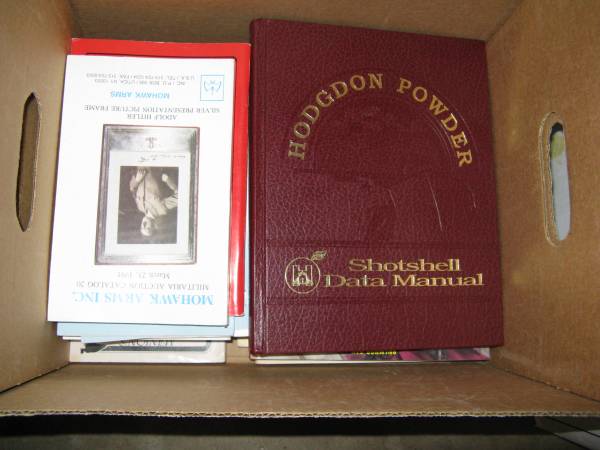 HODGDON POWDER
Shotshell
Data Manual
MOHAWK ARMS INC.
MILITARIA AUCTION CATALOG 20
ADOLF HITLER
SILVER PRESENTATION PICTURE FRAME
MOHAWK ARMS